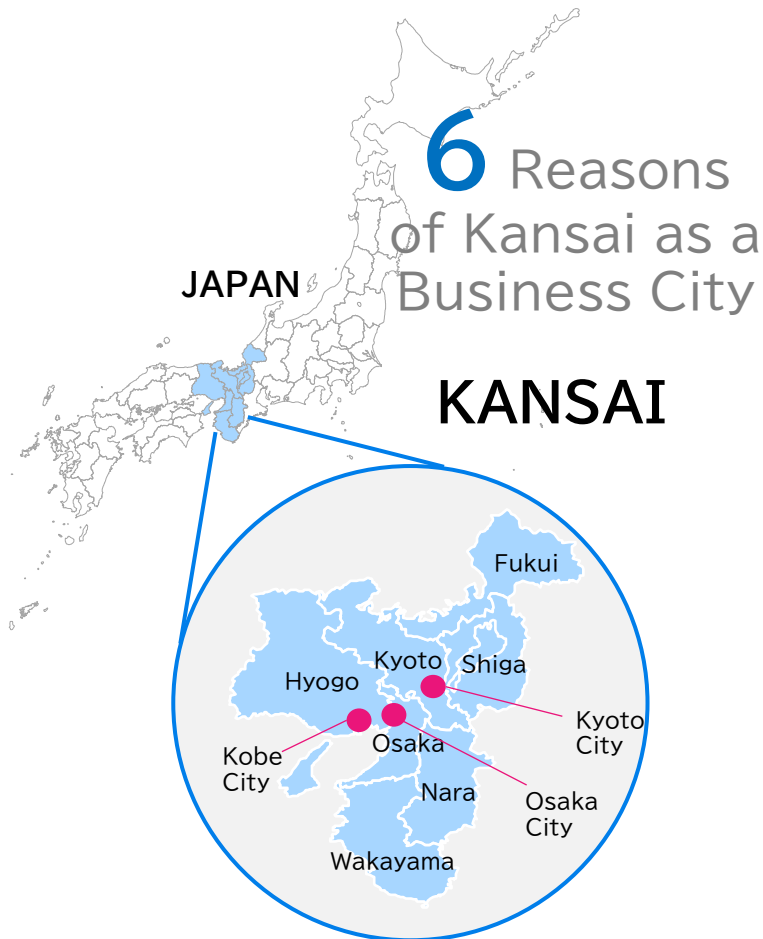 6 Reasons
of Kansai as a
Business City
JAPAN
KANSAI
Fukui
Kyoto
Shiga
Hyogo
Kyoto
City
Osaka
Kobe
City
Nara
Osaka
City
Wakayama